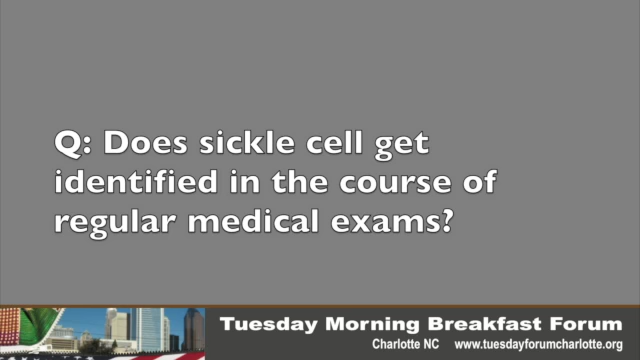 Q: Does sickle cell get
identified in the course of
regular medical exams?
Tuesday Morning Breakfast Forum
Charlotte NC www.tuesdayforumcharlotte.org